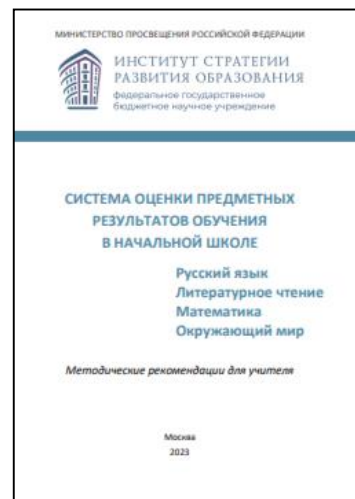 МИНИСТЕРСТВО ПРОСВЕЩЕНИЯ РОССИЙСКОЙ ФЕДЕРАЦИИ
ИНСТИТУТ СТРАТЕГИИ
РАЗВИТИЯ ОБРАЗОВАНИЯ
федеральное государственное
бюджетное научное учреждение
СИСТЕМА ОЦЕНКИ ПРЕДМЕТНЫХ
РЕЗУЛЬТАТОВ ОБУЧЕНИЯ
В НАЧАЛЬНОЙ ШКОЛЕ
Русский язык
Литературное чтение
Математика
Окружающий мир
Методические рекомендации для учителя
Москва
2023